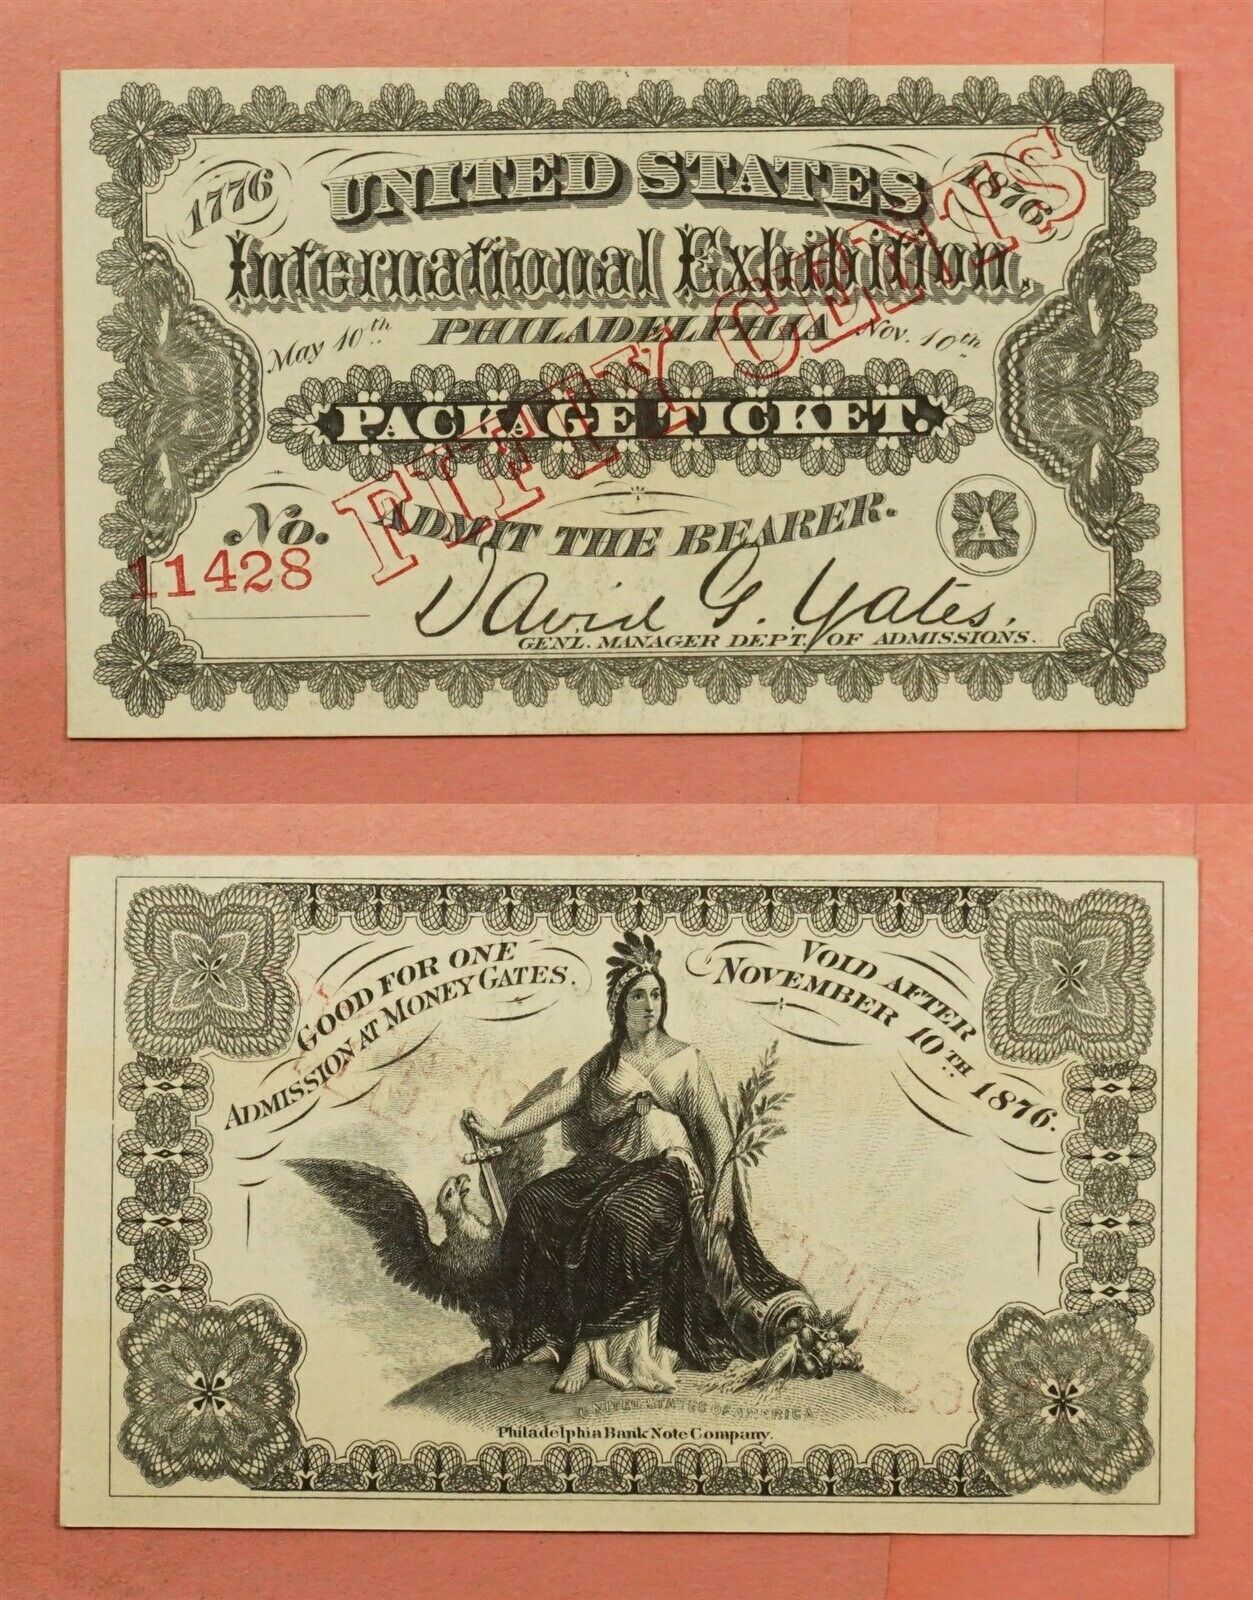 1776
UNITED STATES
1876
International Exhibition,
May 10th PHILADELPHIA Nov. 10th
PACKAGE TICKET.
FIFTY CENTS
No. ADMIT THE BEARER.
A
11428
David G. Yates,
GENL. MANAGER DEPT. OF ADMISSIONS.
GOOD FOR ONE
ADMISSION AT MONEY GATES.
VOID AFTER
NOVEMBER 10TH 1876.
UNITED STATES OF AMERICA
Philadelphia Bank Note Company.